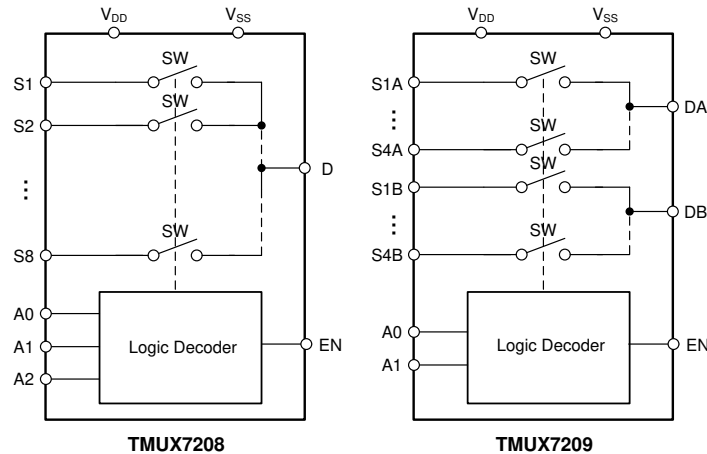 VDD VSS
S1 SW
S2 SW
...
D
S8 SW
A0
A1 Logic Decoder EN
A2
TMUX7208
VDD VSS
S1A SW
DA
...
S4A SW
S1B SW
DB
...
S4B SW
A0
Logic Decoder EN
A1
TMUX7209